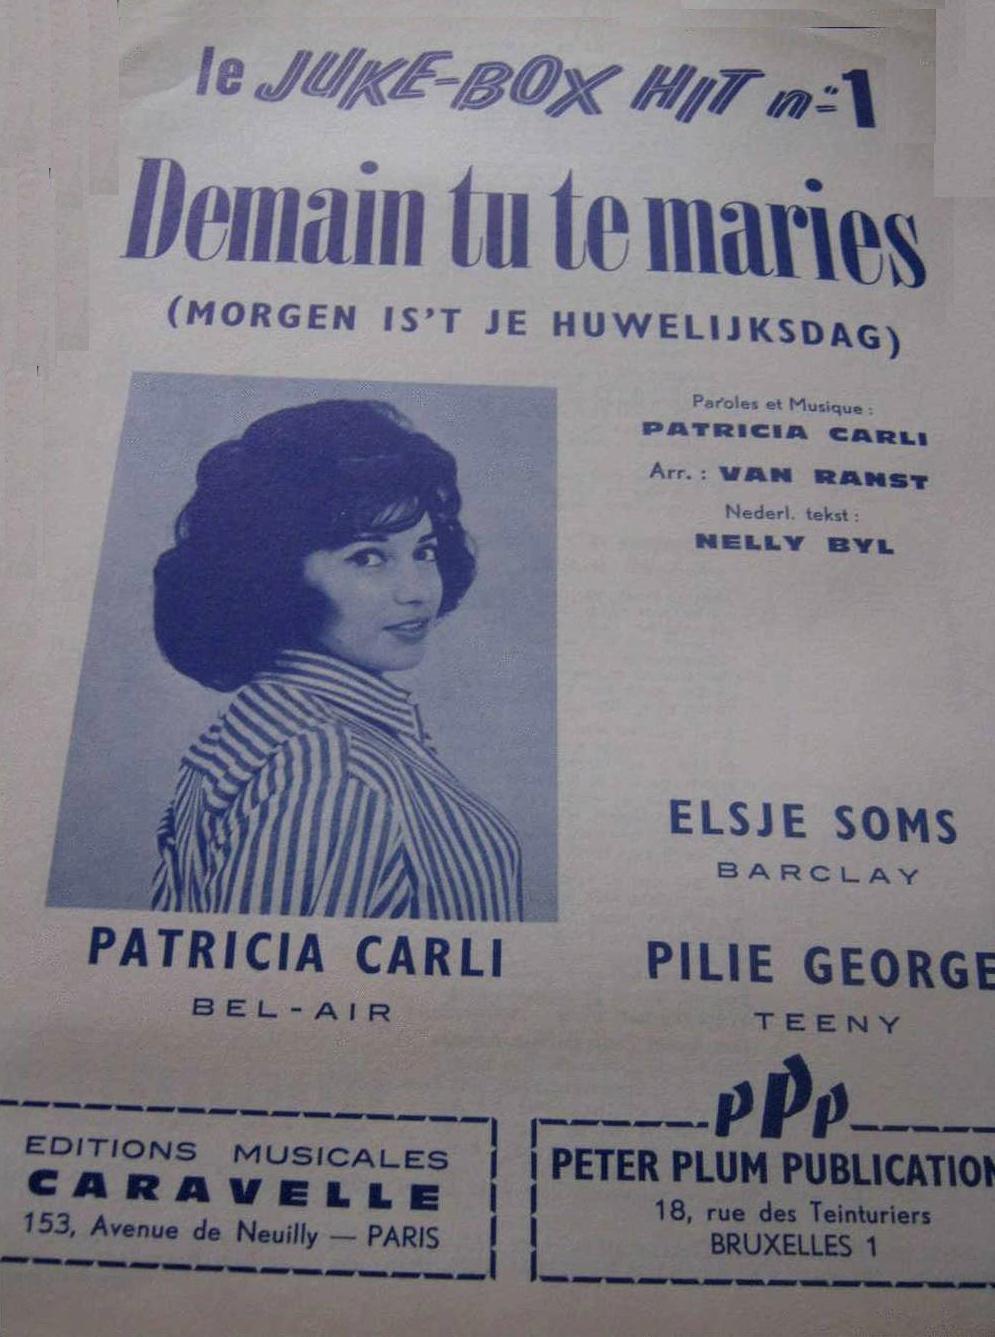 le JUKE-BOX HIT n°1
Demain tu te maries
(MORGEN IS'T JE HUWELIJKSDAG)
Paroles et Musique :
PATRICIA CARLI
Arr. : VAN RANST
Nederl. tekst :
NELLY BYL
ELSJE SOMS
BARCLAY
PATRICIA CARLI
BEL-AIR
PILIE GEORGE
TEENY
EDITIONS MUSICALES
CARAVELLE
153, Avenue de Neuilly — PARIS
PPP
PETER PLUM PUBLICATION
18, rue des Teinturiers
BRUXELLES 1